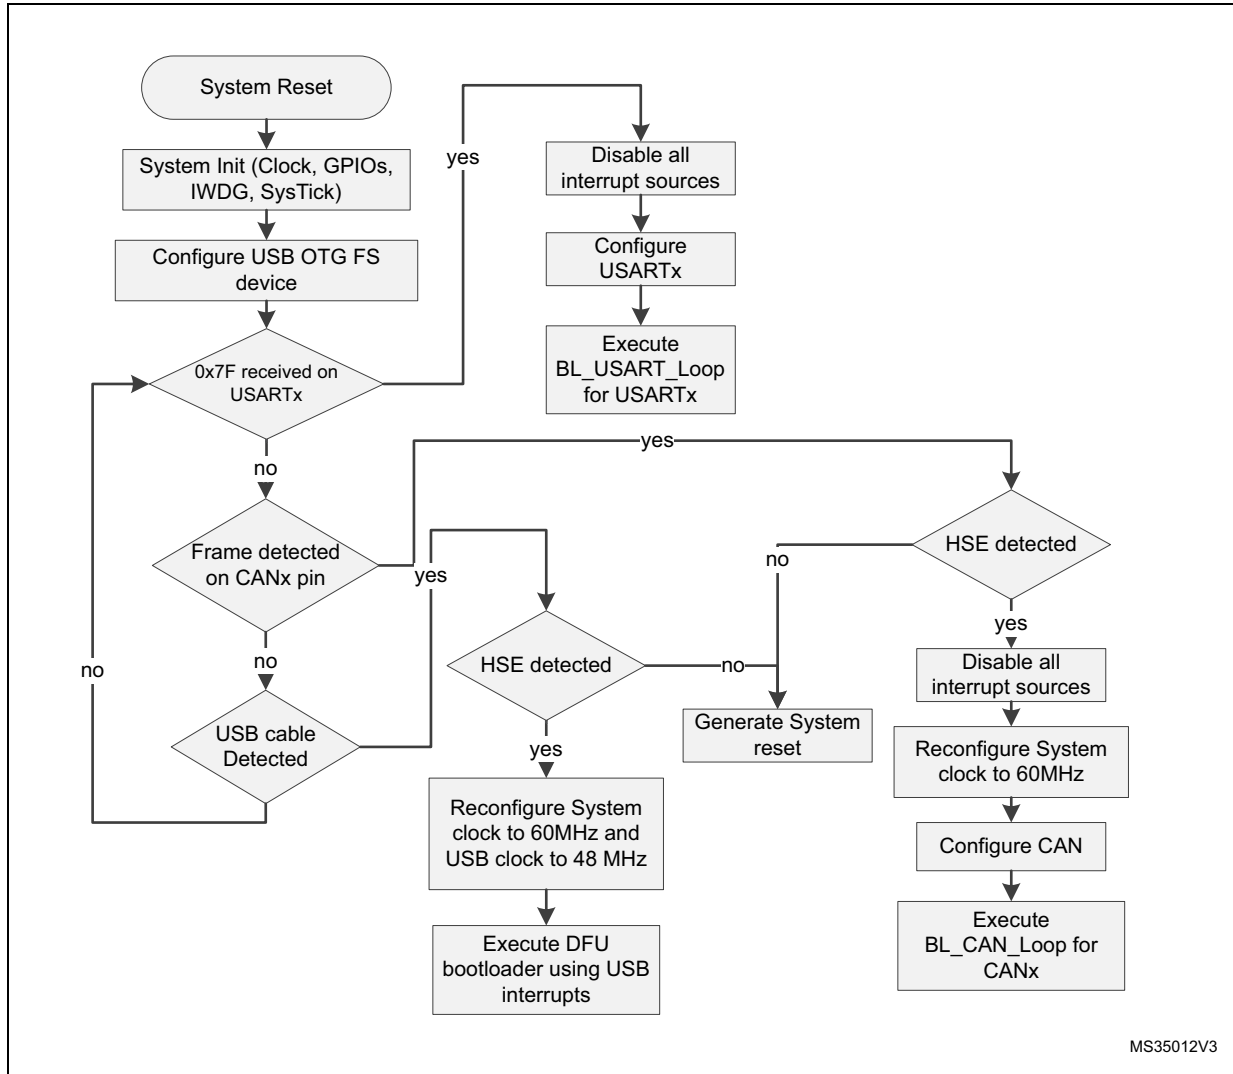 System Reset
System Init (Clock, GPIOs,
IWDG, SysTick)
Configure USB OTG FS
device
0x7F received on
USARTx
yes
Disable all
interrupt sources
Configure
USARTx
Execute
BL_USART_Loop
for USARTx
no
Frame detected
on CANx pin
yes
HSE detected
no
yes
Disable all
interrupt sources
Reconfigure System
clock to 60MHz
Configure CAN
Execute
BL_CAN_Loop for
CANx
no
USB cable
Detected
no
yes
HSE detected
no
Generate System
reset
yes
Reconfigure System
clock to 60MHz and
USB clock to 48 MHz
Execute DFU
bootloader using USB
interrupts
MS35012V3